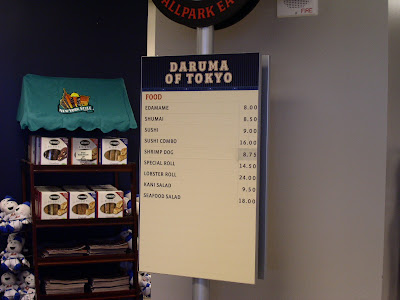 ALLPARK EA
FIRE
DARUMA
OF TOKYO
FOOD
EDAMAME 8.00
SHUMAI 8.50
SUSHI 9.00
SUSHI COMBO 16.00
SHRIMP DOG 8.75
SPECIAL ROLL 14.50
LOBSTER ROLL 24.00
KANI SALAD 9.50
SEAFOOD SALAD 18.00